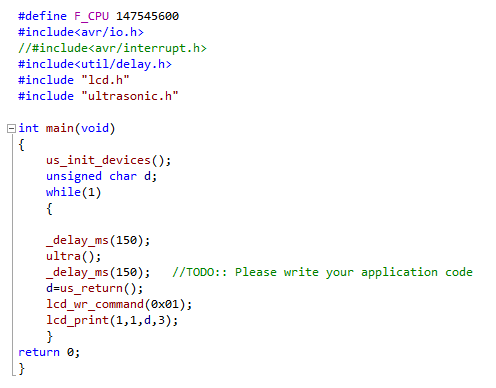 #define F_CPU 147545600
#include<avr/io.h>
//#include<avr/interrupt.h>
#include<util/delay.h>
#include "lcd.h"
#include "ultrasonic.h"
int main(void)
{
us_init_devices();
unsigned char d;
while(1)
{
_delay_ms(150);
ultra();
_delay_ms(150);   //TODO:: Please write your application code
d=us_return();
lcd_wr_command(0x01);
lcd_print(1,1,d,3);
}
return 0;
}